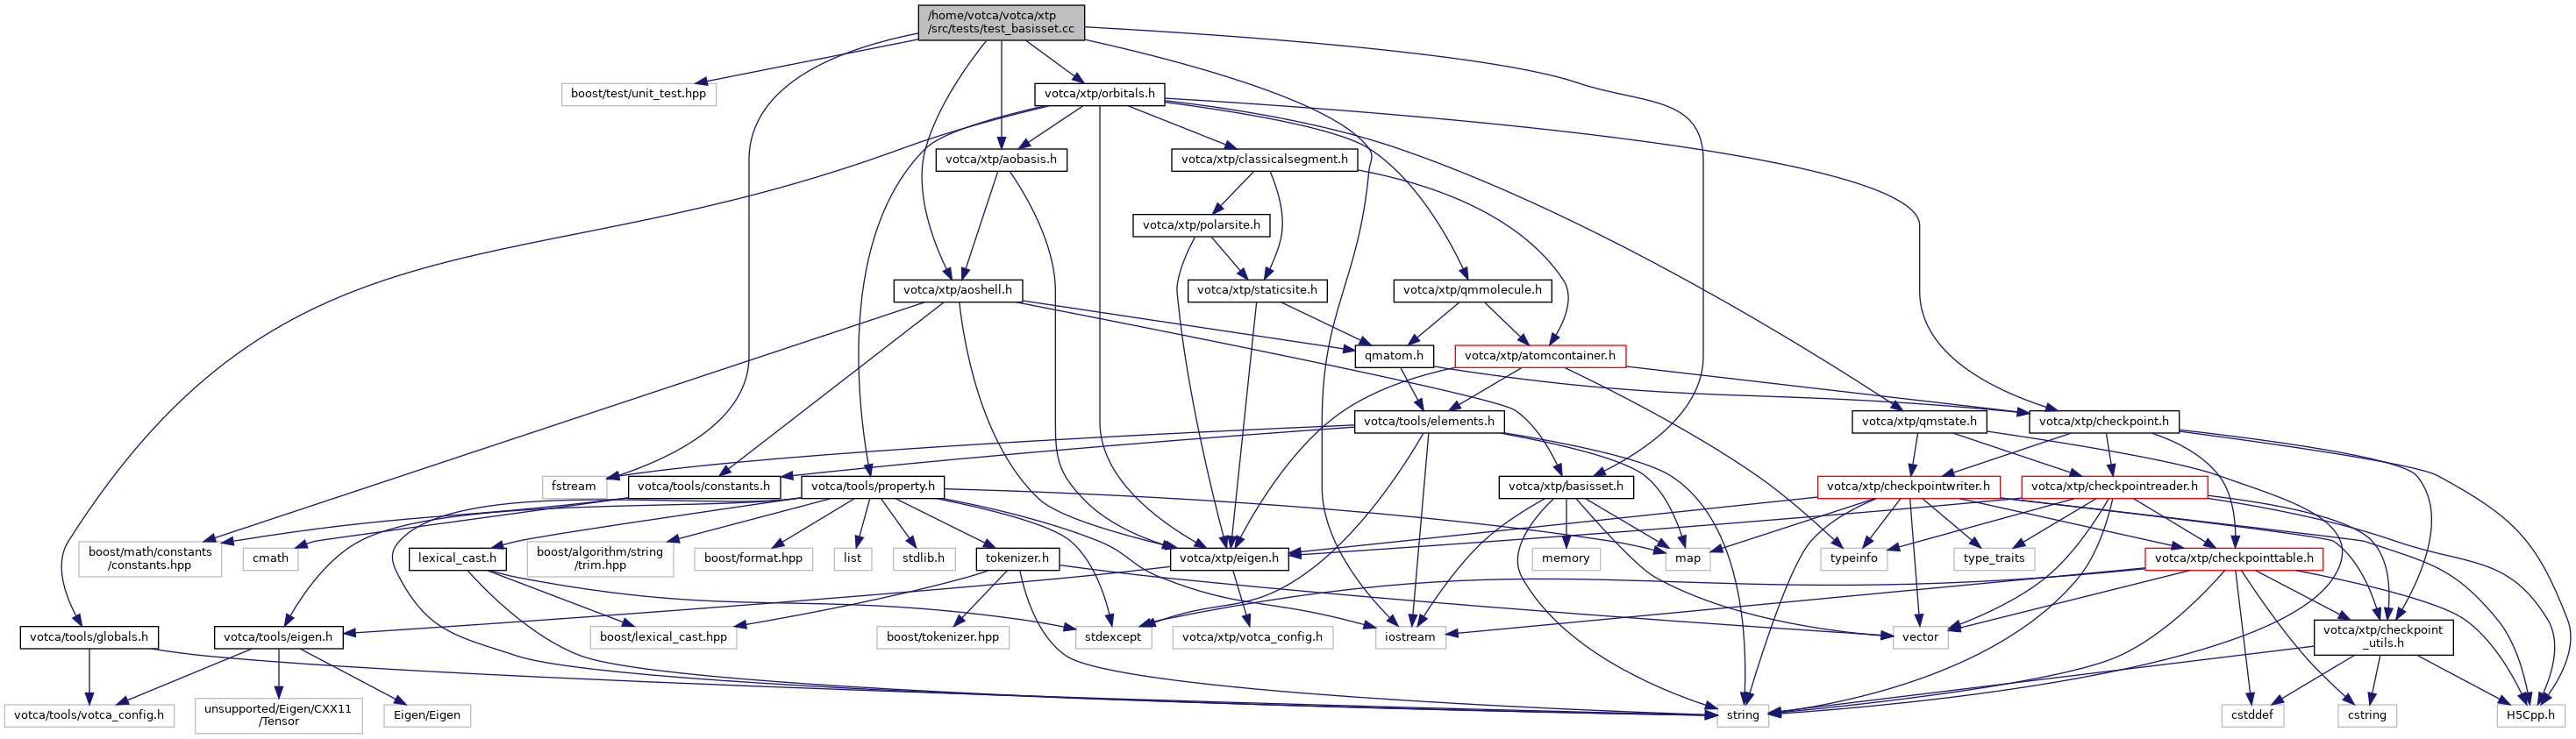 /home/votca/votca/xtp
/src/tests/test_basisset.cc
boost/test/unit_test.hpp
votca/xtp/orbitals.h
votca/xtp/aobasis.h
votca/xtp/classicalsegment.h
votca/xtp/polarsite.h
votca/xtp/aoshell.h
votca/xtp/staticsite.h
votca/xtp/qmmolecule.h
qmatom.h
votca/xtp/atomcontainer.h
votca/tools/elements.h
votca/xtp/qmstate.h
votca/xtp/checkpoint.h
fstream
votca/tools/constants.h
votca/tools/property.h
votca/xtp/basisset.h
votca/xtp/checkpointwriter.h
votca/xtp/checkpointreader.h
boost/math/constants
/constants.hpp
cmath
lexical_cast.h
boost/algorithm/string
/trim.hpp
boost/format.hpp
list
stdlib.h
tokenizer.h
votca/xtp/eigen.h
memory
map
typeinfo
type_traits
votca/xtp/checkpointtable.h
votca/tools/globals.h
votca/tools/eigen.h
boost/lexical_cast.hpp
boost/tokenizer.hpp
stdexcept
votca/xtp/votca_config.h
iostream
vector
votca/xtp/checkpoint
_utils.h
votca/tools/votca_config.h
unsupported/Eigen/CXX11
/Tensor
Eigen/Eigen
string
cstddef
cstring
H5Cpp.h